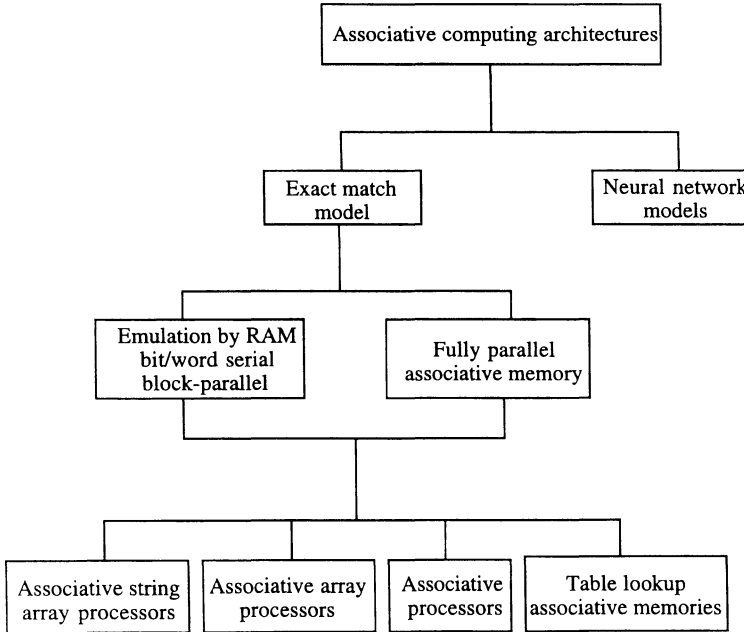 Associative computing architectures
Exact match
model
Neural network
models
Emulation by RAM
bit/word serial
block-parallel
Fully parallel
associative memory
Associative string
array processors
Associative array
processors
Associative
processors
Table lookup
associative memories